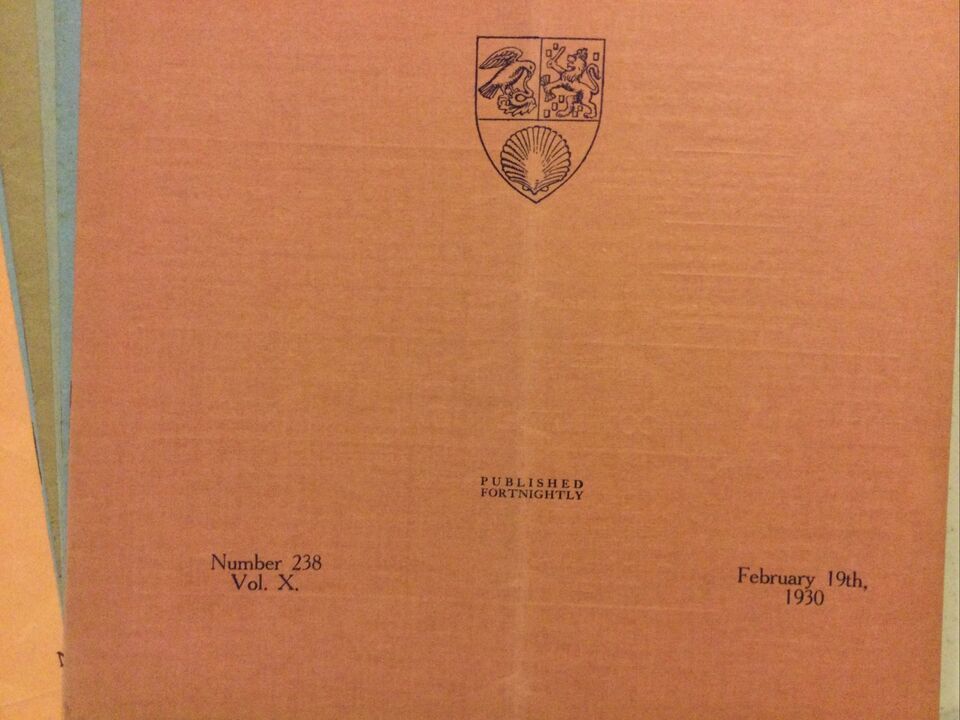 PUBLISHED
FORTNIGHTLY
Number 238
Vol. X.
February 19th,
1930